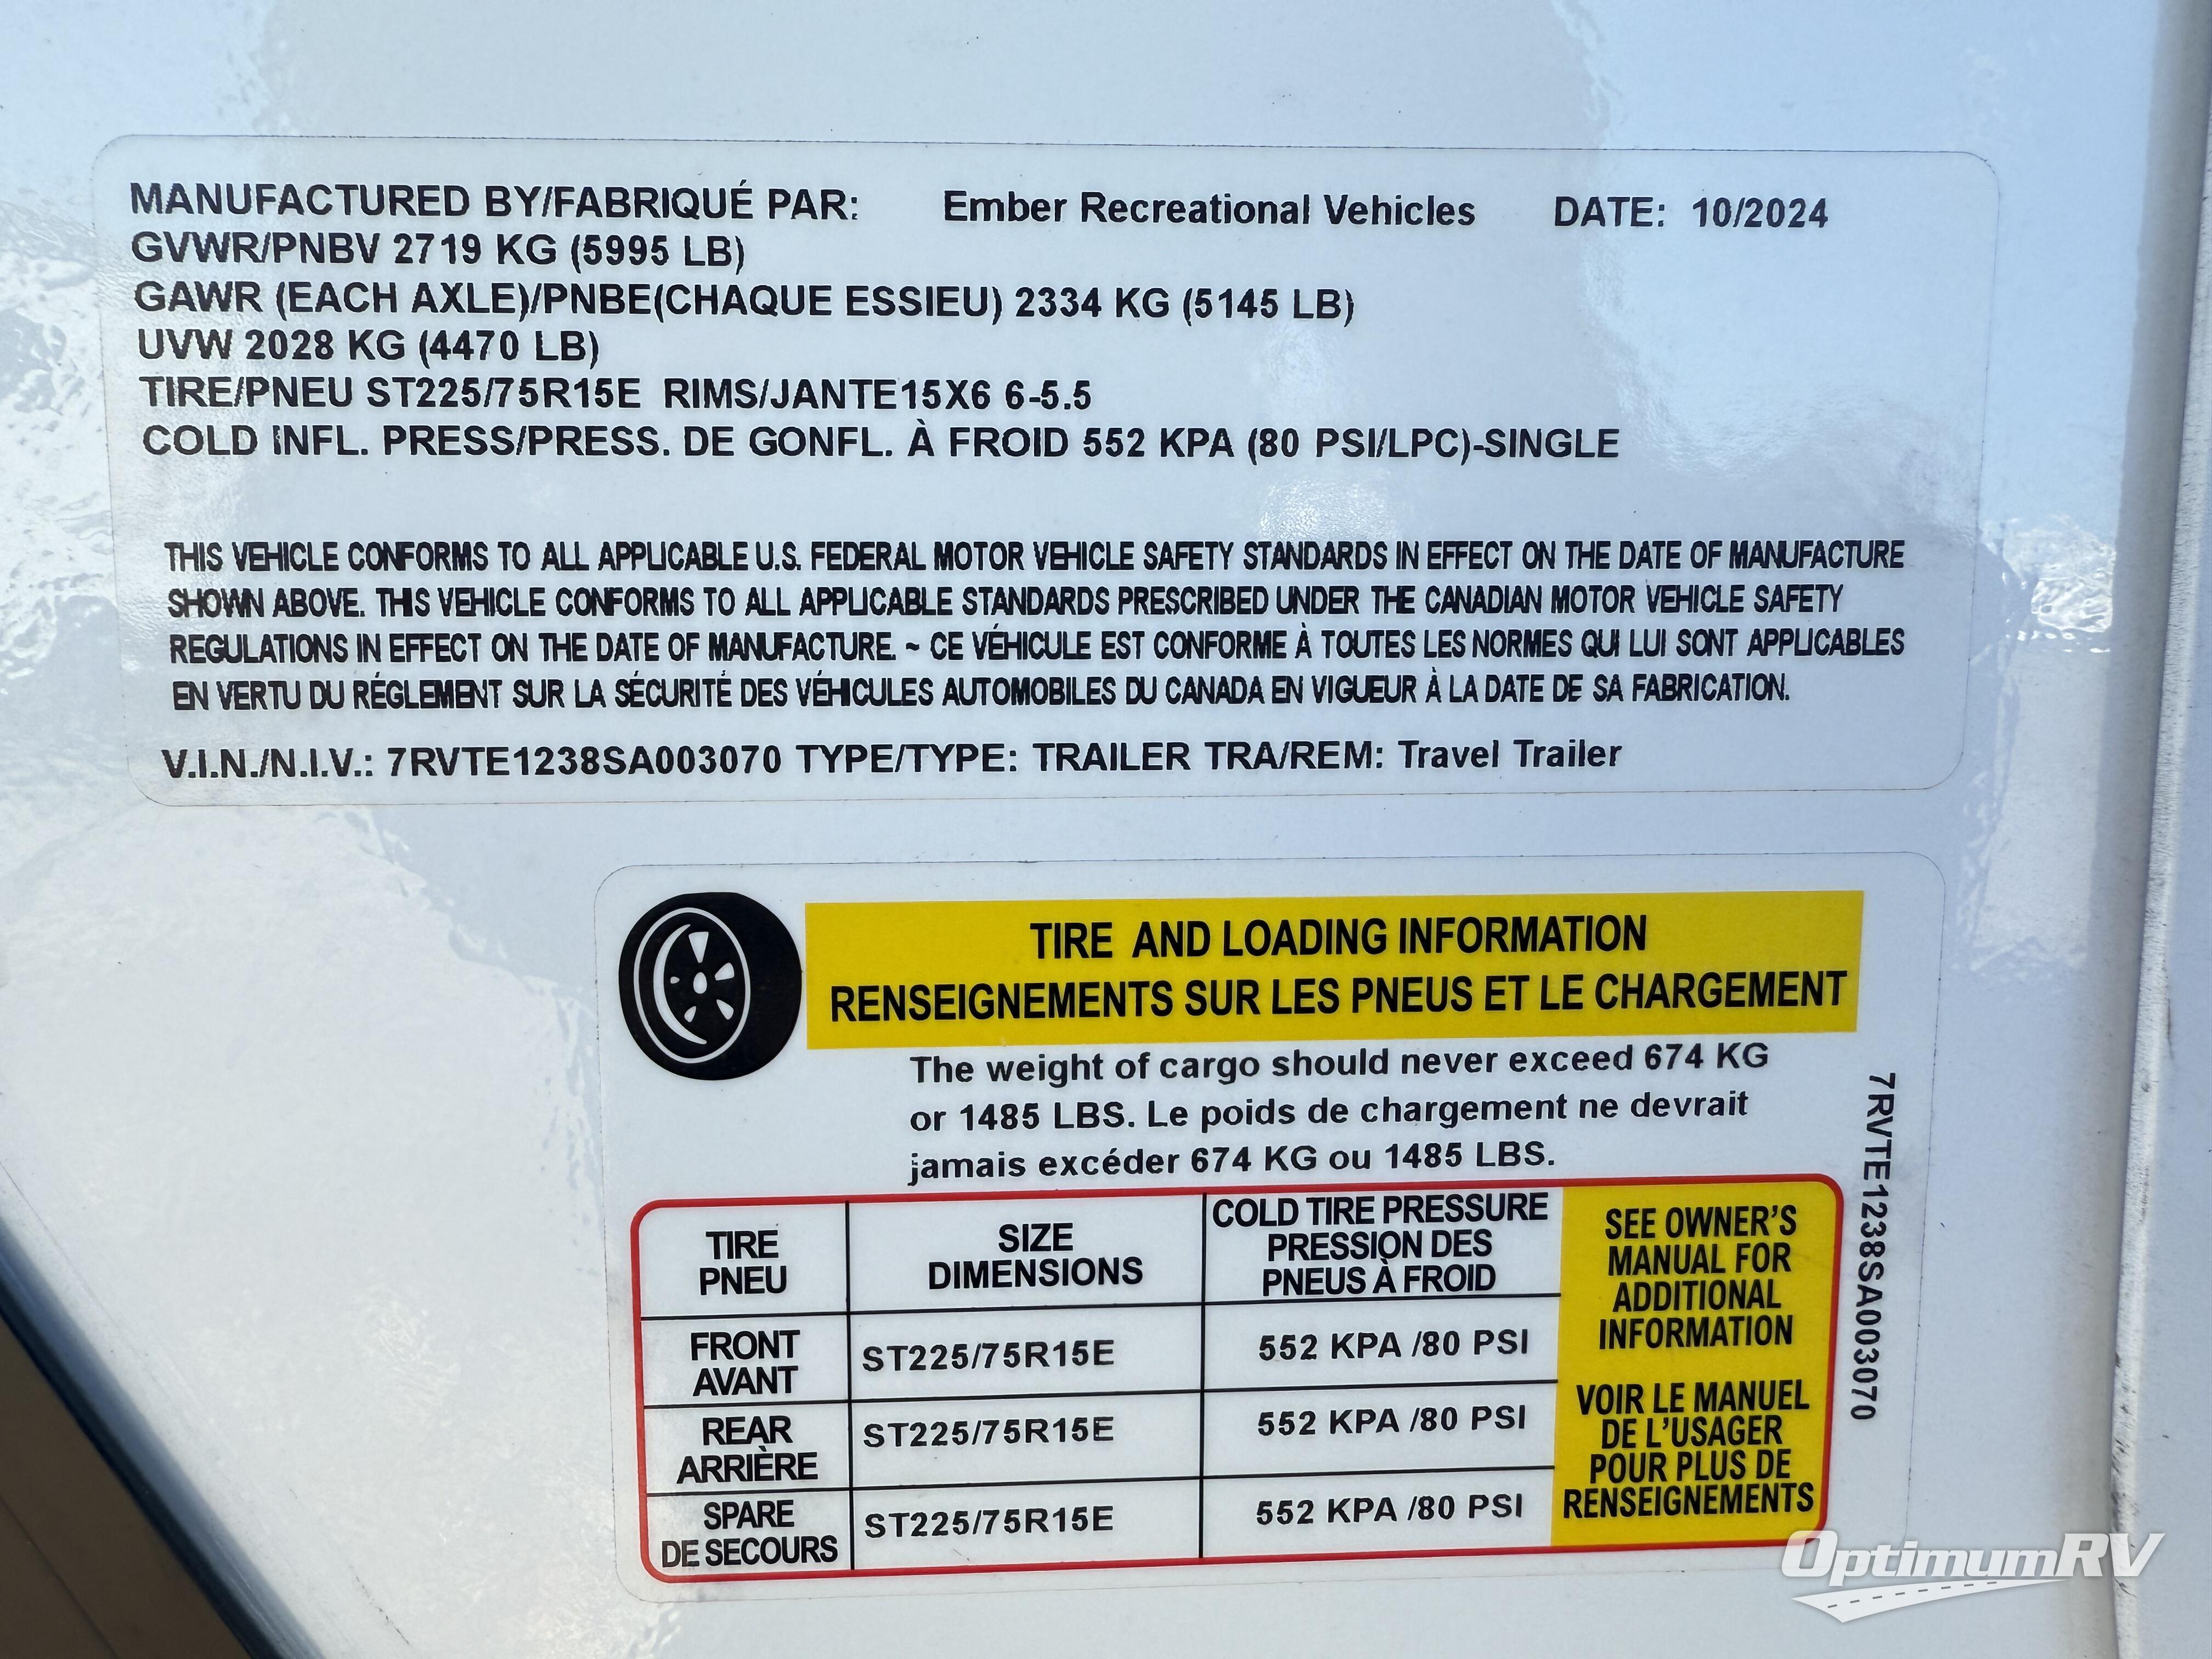 MANUFACTURED BY/FABRIQUÉ PAR: Ember Recreational Vehicles DATE: 10/2024
GVWR/PNBV 2719 KG (5995 LB)
GAWR (EACH AXLE)/PNBE(CHAQUE ESSIEU) 2334 KG (5145 LB)
UVW 2028 KG (4470 LB)
TIRE/PNEU ST225/75R15E RIMS/JANTE15X6 6-5.5
COLD INFL. PRESS/PRESS. DE GONFL. À FROID 552 KPA (80 PSI/LPC)-SINGLE
THIS VEHICLE CONFORMS TO ALL APPLICABLE U.S. FEDERAL MOTOR VEHICLE SAFETY STANDARDS IN EFFECT ON THE DATE OF MANUFACTURE
SHOWN ABOVE. THIS VEHICLE CONFORMS TO ALL APPLICABLE STANDARDS PRESCRIBED UNDER THE CANADIAN MOTOR VEHICLE SAFETY
REGULATIONS IN EFFECT ON THE DATE OF MANUFACTURE. ~ CE VÉHICULE EST CONFORME À TOUTES LES NORMES QUI LUI SONT APPLICABLES
EN VERTU DU RÉGLEMENT SUR LA SÉCURITÉ DES VÉHICULES AUTOMOBILES DU CANADA EN VIGUEUR À LA DATE DE SA FABRICATION.
V.I.N./N.I.V.: 7RVTE1238SA003070 TYPE/TYPE: TRAILER TRA/REM: Travel Trailer
TIRE AND LOADING INFORMATION
RENSEIGNEMENTS SUR LES PNEUS ET LE CHARGEMENT
The weight of cargo should never exceed 674 KG
or 1485 LBS. Le poids de chargement ne devrait
jamais excéder 674 KG ou 1485 LBS.
TIRE
PNEU
SIZE
DIMENSIONS
COLD TIRE PRESSURE
PRESSION DES
PNEUS À FROID
FRONT
AVANT
ST225/75R15E
552 KPA /80 PSI
REAR
ARRIÈRE
ST225/75R15E
552 KPA /80 PSI
SPARE
DE SECOURS
ST225/75R15E
552 KPA /80 PSI
SEE OWNER'S
MANUAL FOR
ADDITIONAL
INFORMATION
VOIR LE MANUEL
DE L'USAGER
POUR PLUS DE
RENSEIGNEMENTS
7RVTE1238SA003070
OptimumRV